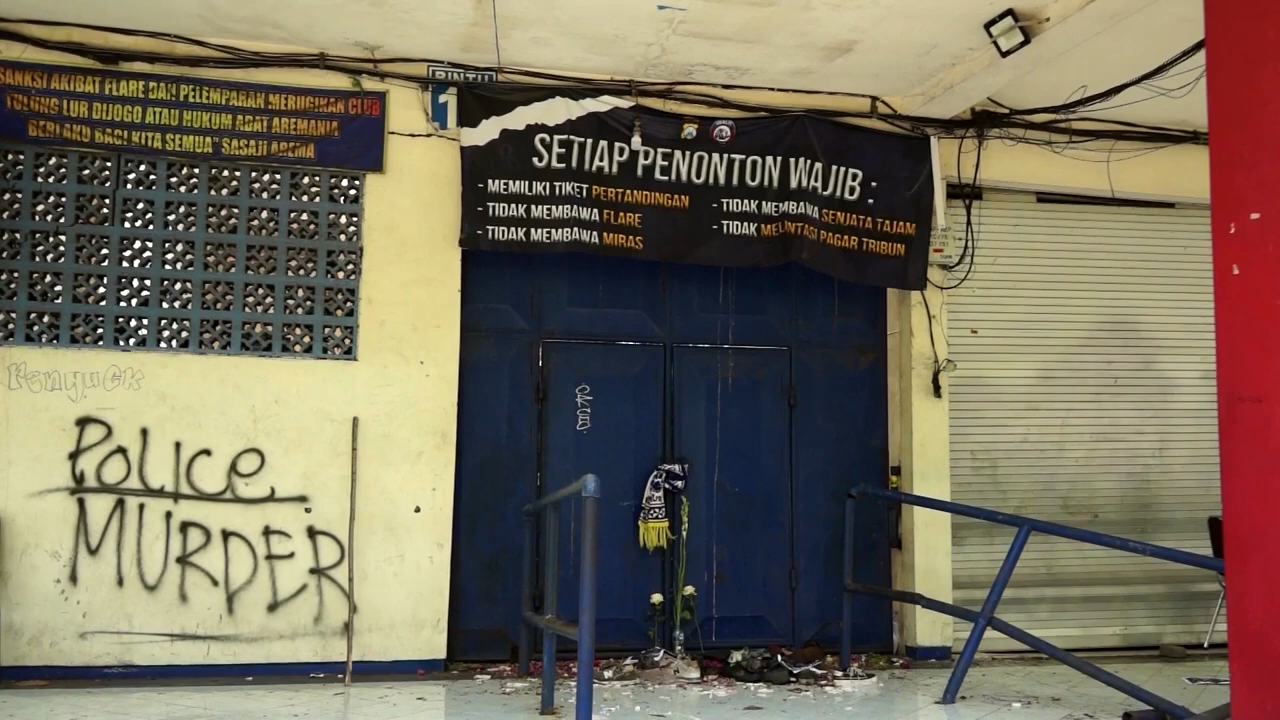 SANKSI AKIBAT FLARE DAN PELEMPARAN MERUGIKAN CLUB
TULUNG LUR DIJOGO ATAU HUKUM ADAT AREMANIA
BERLAKU BAGI KITA SEMUA" SASAJI AREMA
PINTU
1
SETIAP PENONTON WAJIB :
- MEMILIKI TIKET PERTANDINGAN
- TIDAK MEMBAWA FLARE
- TIDAK MEMBAWA MIRAS
- TIDAK MEMBAWA SENJATA TAJAM
- TIDAK MELINTASI PAGAR TRIBUN
POLICE
MURDER